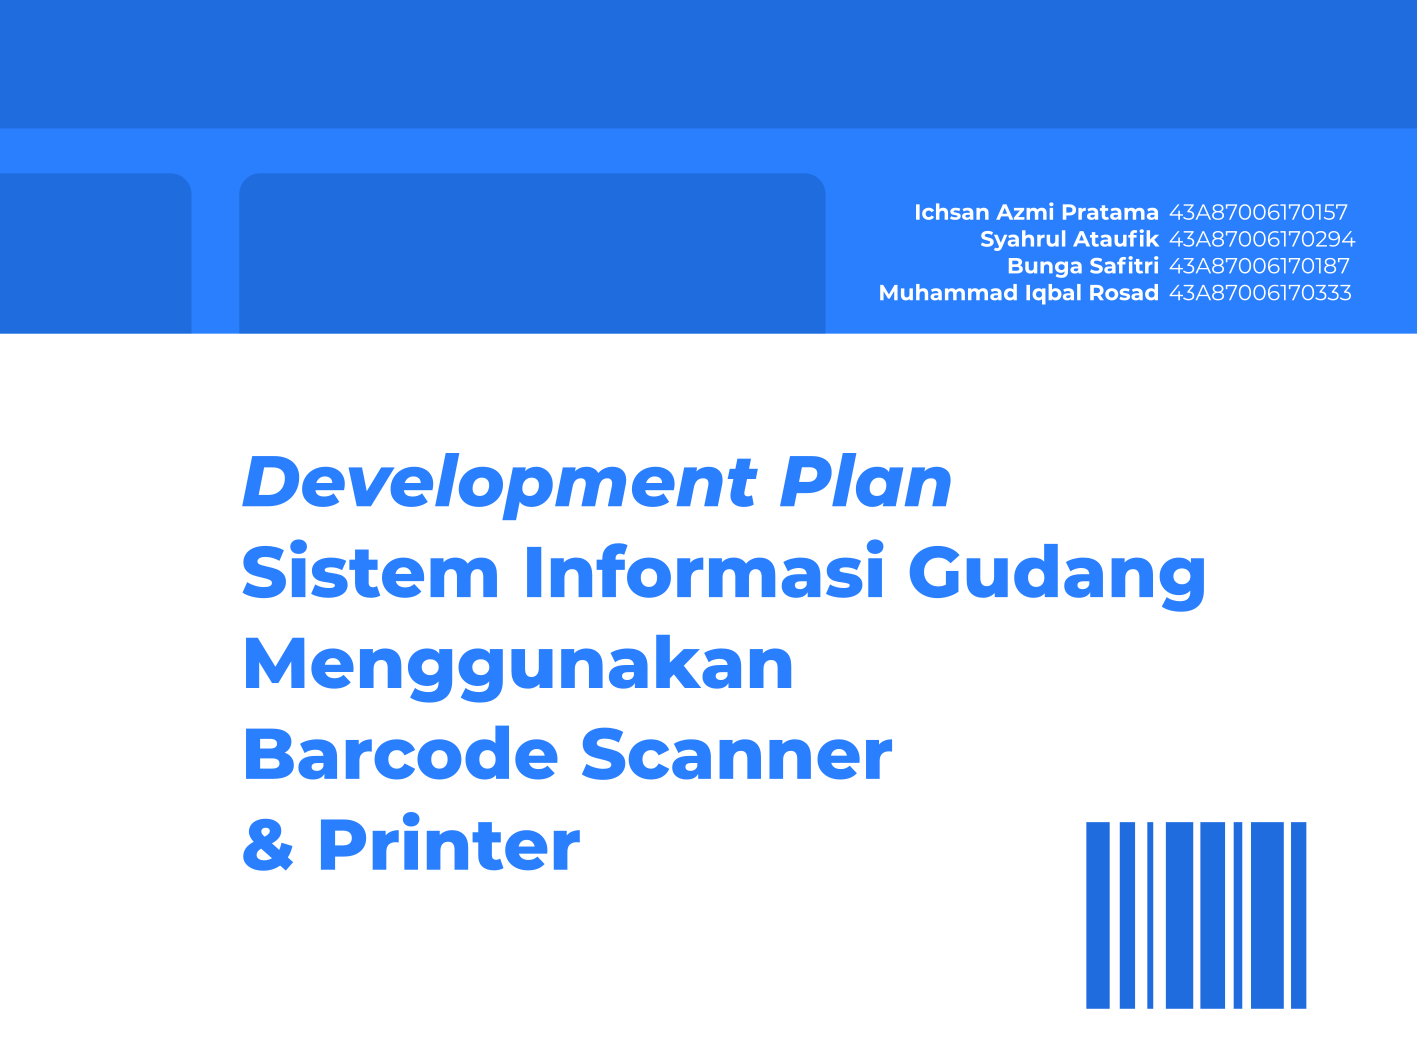 Ichsan Azmi Pratama 43A87006170157
Syahrul Ataufik 43A87006170294
Bunga Safitri 43A87006170187
Muhammad Iqbal Rosad 43A87006170333
Development Plan
Sistem Informasi Gudang
Menggunakan
Barcode Scanner
& Printer